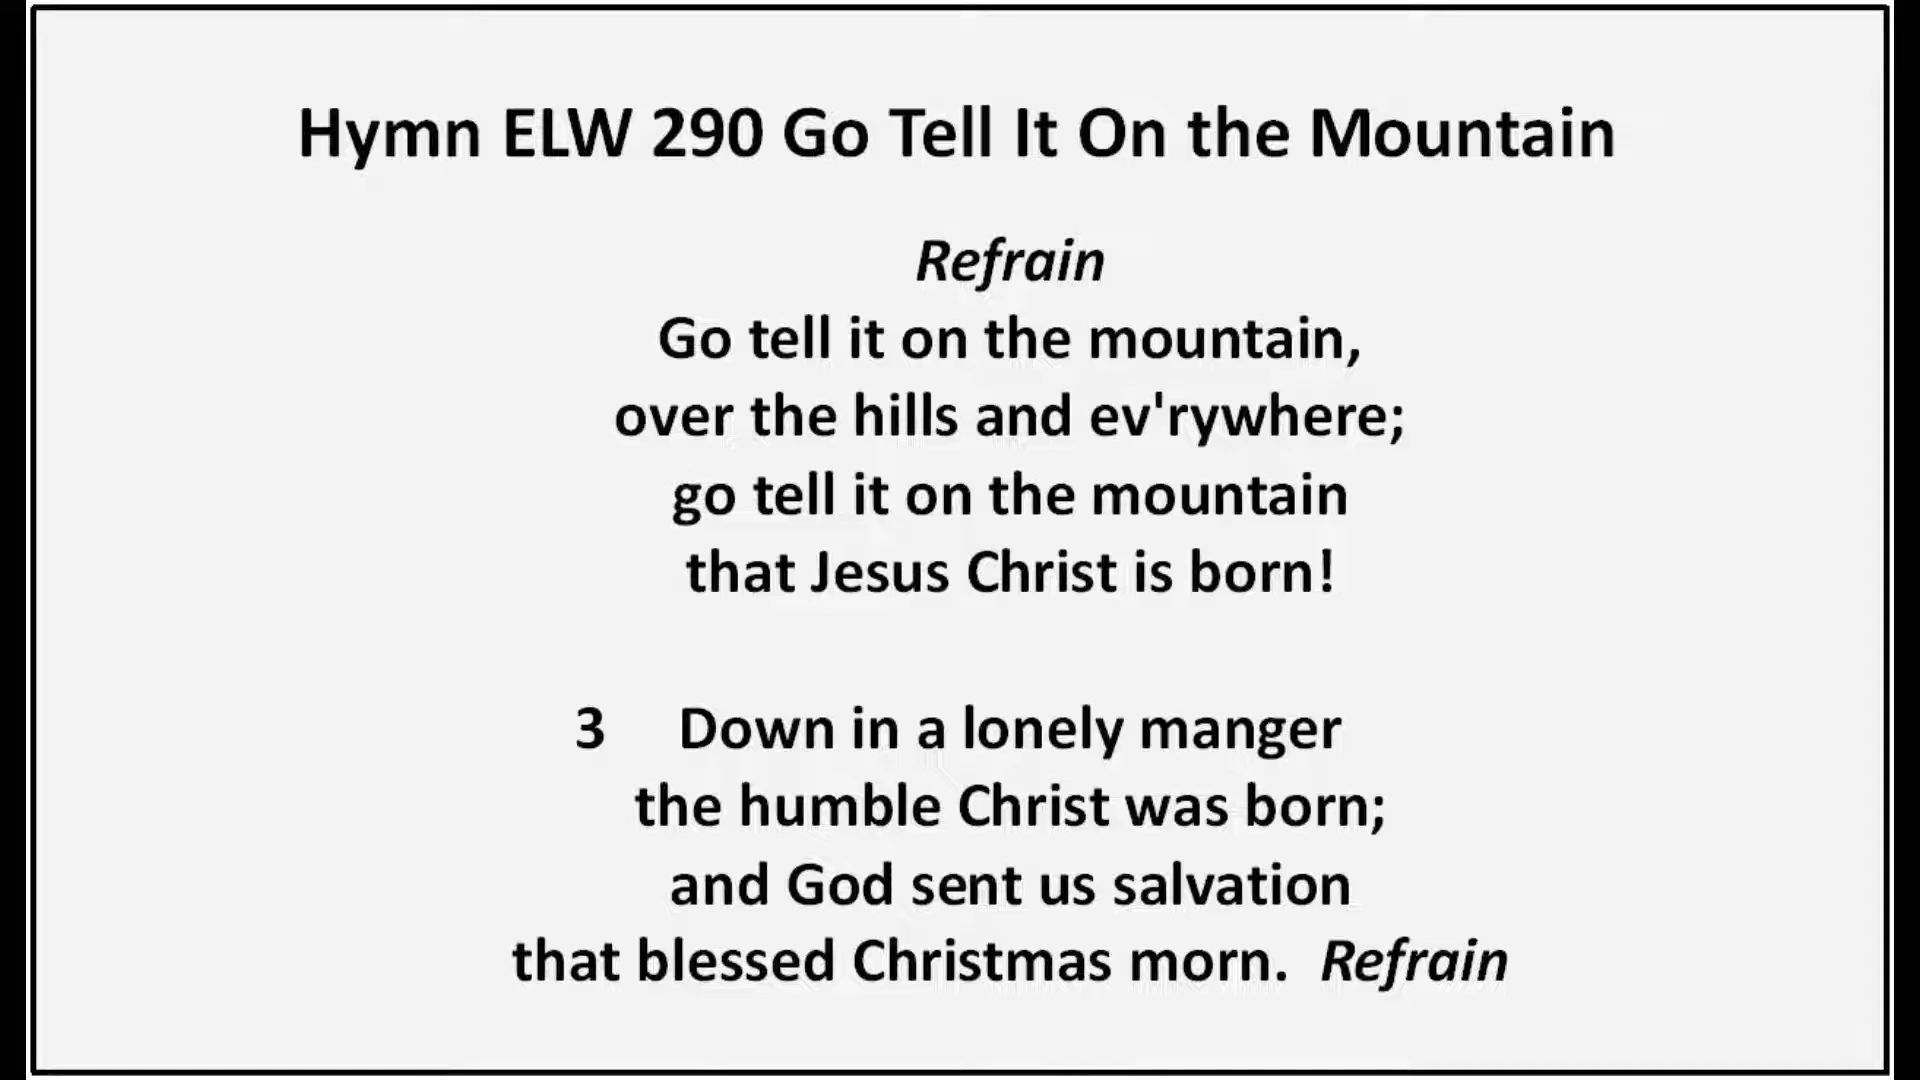 Hymn ELW 290 Go Tell It On the Mountain
Refrain
Go tell it on the mountain,
over the hills and ev'rywhere;
go tell it on the mountain
that Jesus Christ is born!
3 Down in a lonely manger
the humble Christ was born;
and God sent us salvation
that blessed Christmas morn. Refrain